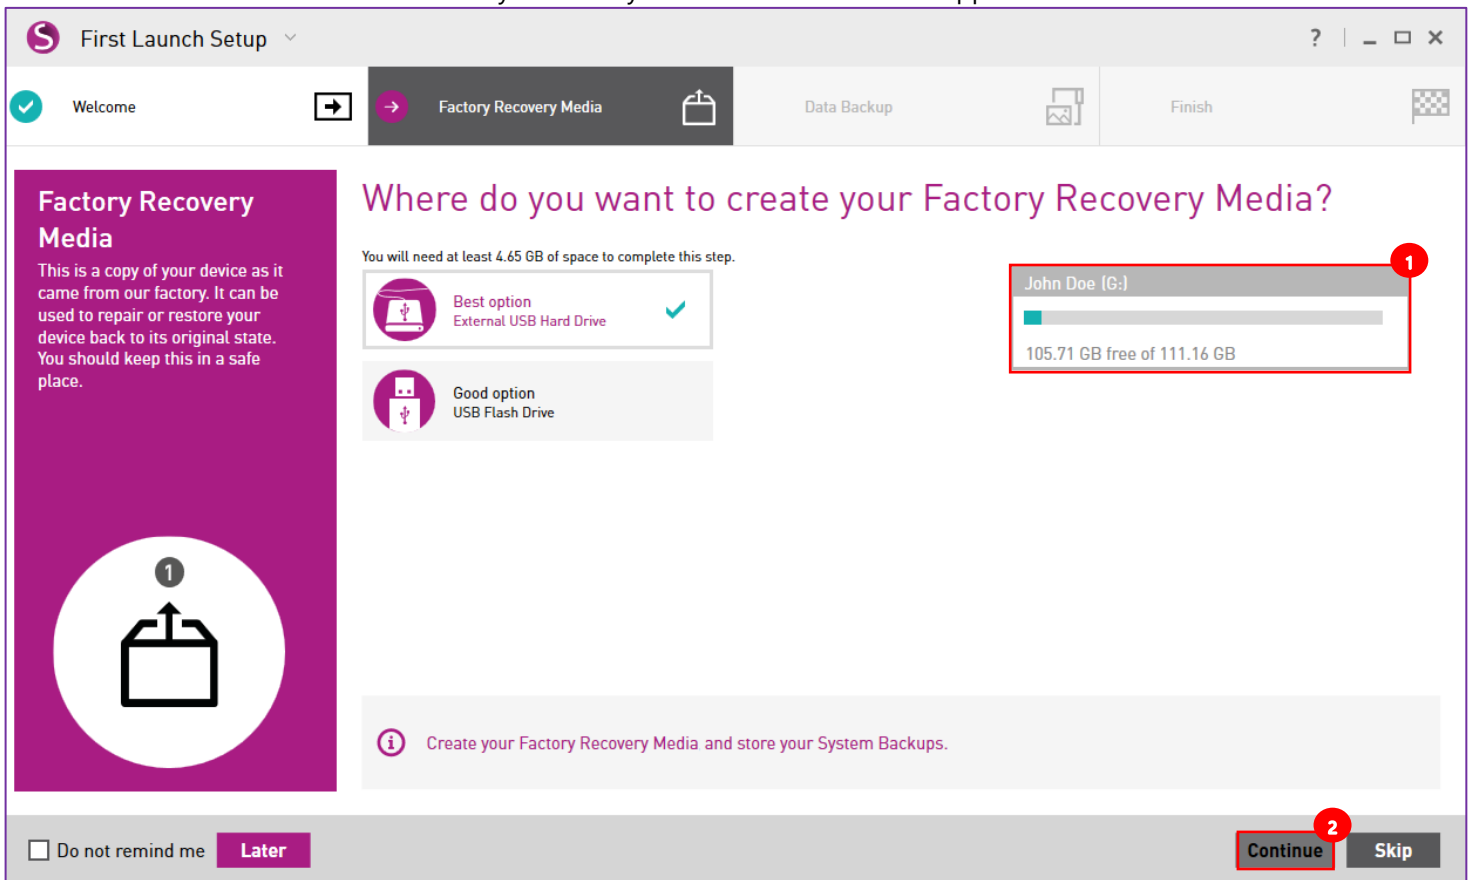 First Launch Setup
?
Welcome
Factory Recovery Media
Data Backup
Finish
Factory Recovery
Media
This is a copy of your device as it
came from our factory. It can be
used to repair or restore your
device back to its original state.
You should keep this in a safe
place.
1
Where do you want to create your Factory Recovery Media?
You will need at least 4.65 GB of space to complete this step.
Best option
External USB Hard Drive
Good option
USB Flash Drive
1
John Doe (G:)
105.71 GB free of 111.16 GB
Create your Factory Recovery Media and store your System Backups.
Do not remind me
Later
2
Continue
Skip